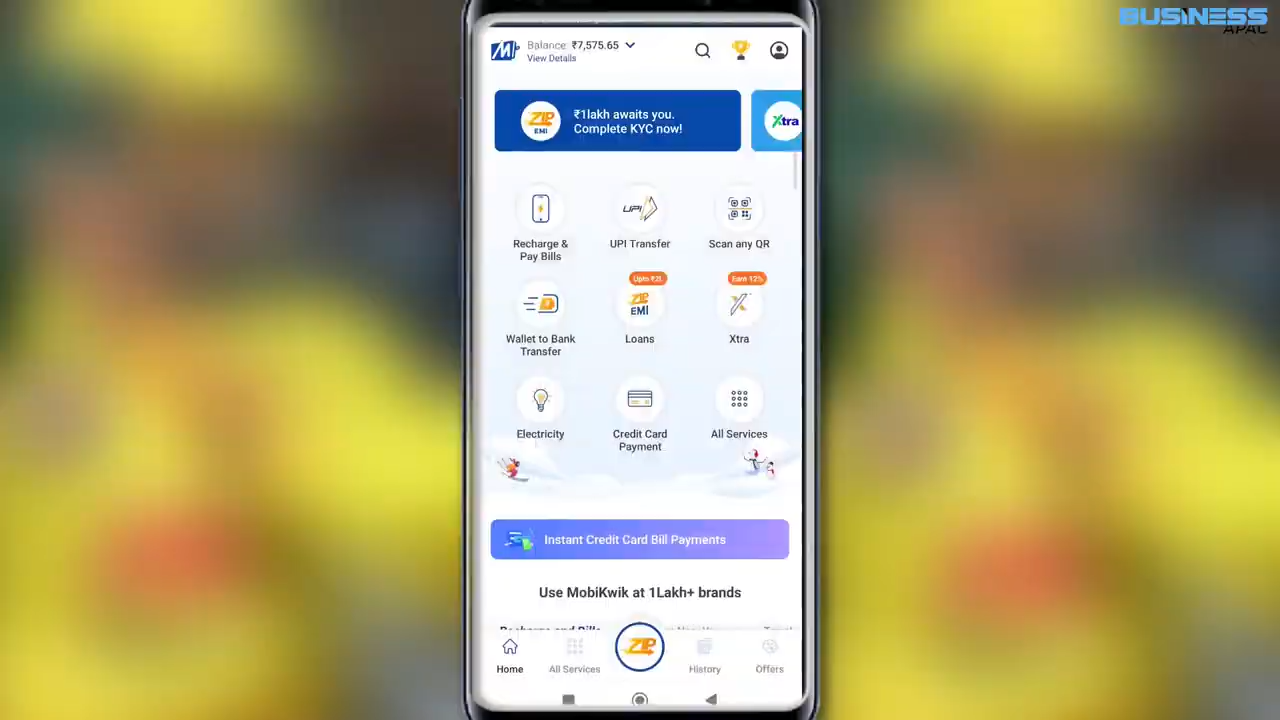 BUSINESS
APAC
Balance: ₹7,575.65
View Details
ZIP
EMI
₹1lakh awaits you.
Complete KYC now!
Xtra
Recharge &
Pay Bills
UPI
UPI Transfer
Scan any QR
Wallet to Bank
Transfer
Upto ₹2L
ZIP
EMI
Loans
Earn 12%
Xtra
Electricity
Credit Card
Payment
All Services
Instant Credit Card Bill Payments
Use MobiKwik at 1Lakh+ brands
Recharge and Bills
Home
All Services
ZIP
History
Offers